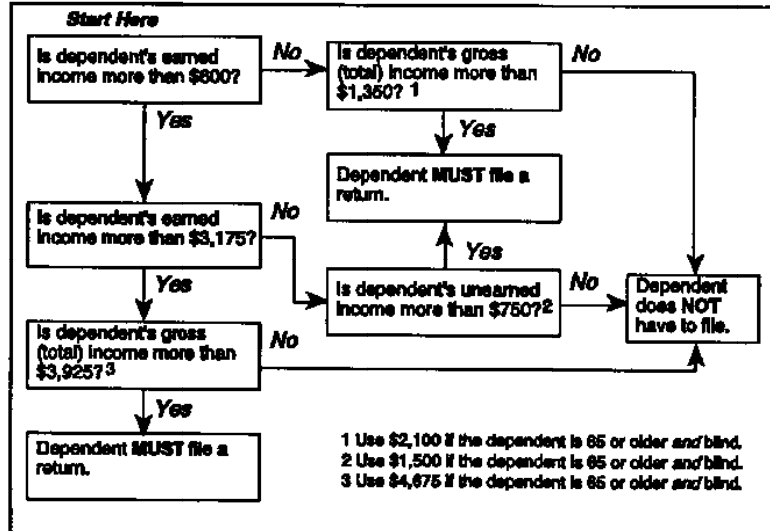 Start Here
Is dependent's earned
income more than $600?
No
Is dependent's gross
(total) income more than
$1,350? 1
No
Yes
Yes
Dependent MUST file a
return.
Is dependent's earned
income more than $3,175?
No
Yes
Yes
Is dependent's unearned
income more than $750?2
No
Dependent
does NOT
have to file.
Is dependent's gross
(total) income more than
$3,925?3
No
Yes
Dependent MUST file a
return.
1 Use $2,100 if the dependent is 65 or older and blind.
2 Use $1,500 if the dependent is 65 or older and blind.
3 Use $4,675 if the dependent is 65 or older and blind.